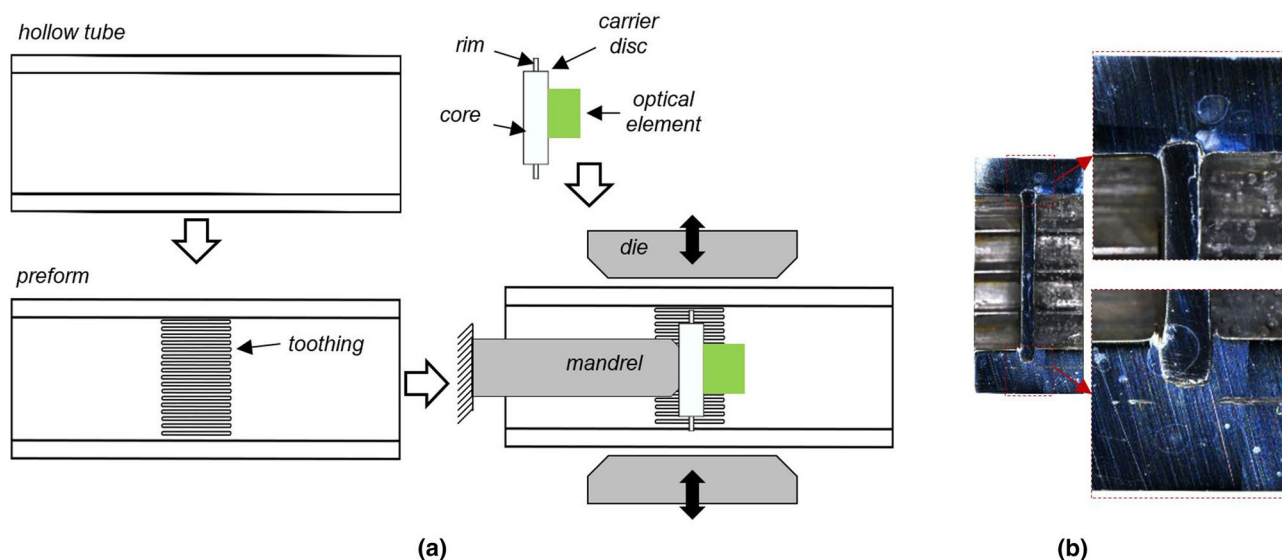 hollow tube
rim
carrier
disc
core
optical
element
preform
toothing
die
mandrel
(a)
(b)